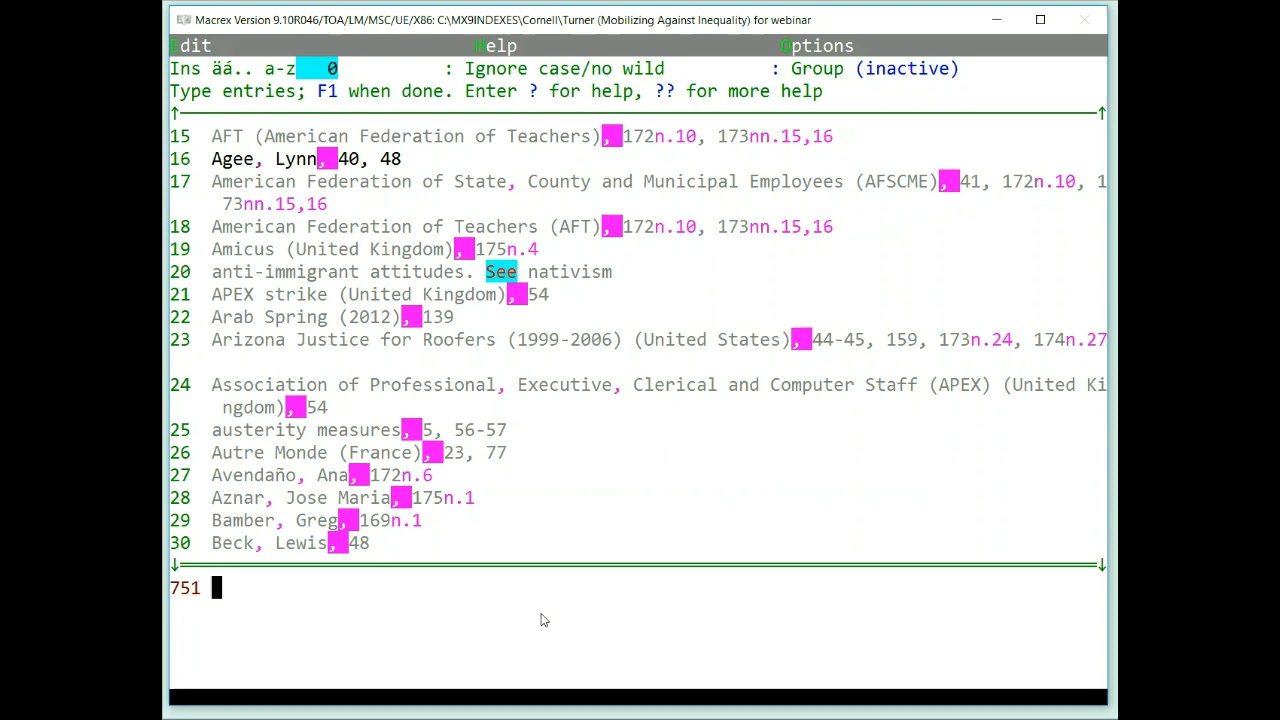 Macrex Version 9.10R046/TOA/LM/MSC/UE/X86: C:\MX9INDEXES\Cornell\Turner (Mobilizing Against Inequality) for webinar
Edit Help Options
Ins äá.. a-z 0 : Ignore case/no wild : Group (inactive)
Type entries; F1 when done. Enter ? for help, ?? for more help
15 AFT (American Federation of Teachers), 172n.10, 173nn.15,16
16 Agee, Lynn, 40, 48
17 American Federation of State, County and Municipal Employees (AFSCME), 41, 172n.10, 1
73nn.15,16
18 American Federation of Teachers (AFT), 172n.10, 173nn.15,16
19 Amicus (United Kingdom), 175n.4
20 anti-immigrant attitudes. See nativism
21 APEX strike (United Kingdom), 54
22 Arab Spring (2012), 139
23 Arizona Justice for Roofers (1999-2006) (United States), 44-45, 159, 173n.24, 174n.27
24 Association of Professional, Executive, Clerical and Computer Staff (APEX) (United Ki
ngdom), 54
25 austerity measures, 5, 56-57
26 Autre Monde (France), 23, 77
27 Avendaño, Ana, 172n.6
28 Aznar, Jose Maria, 175n.1
29 Bamber, Greg, 169n.1
30 Beck, Lewis, 48
751